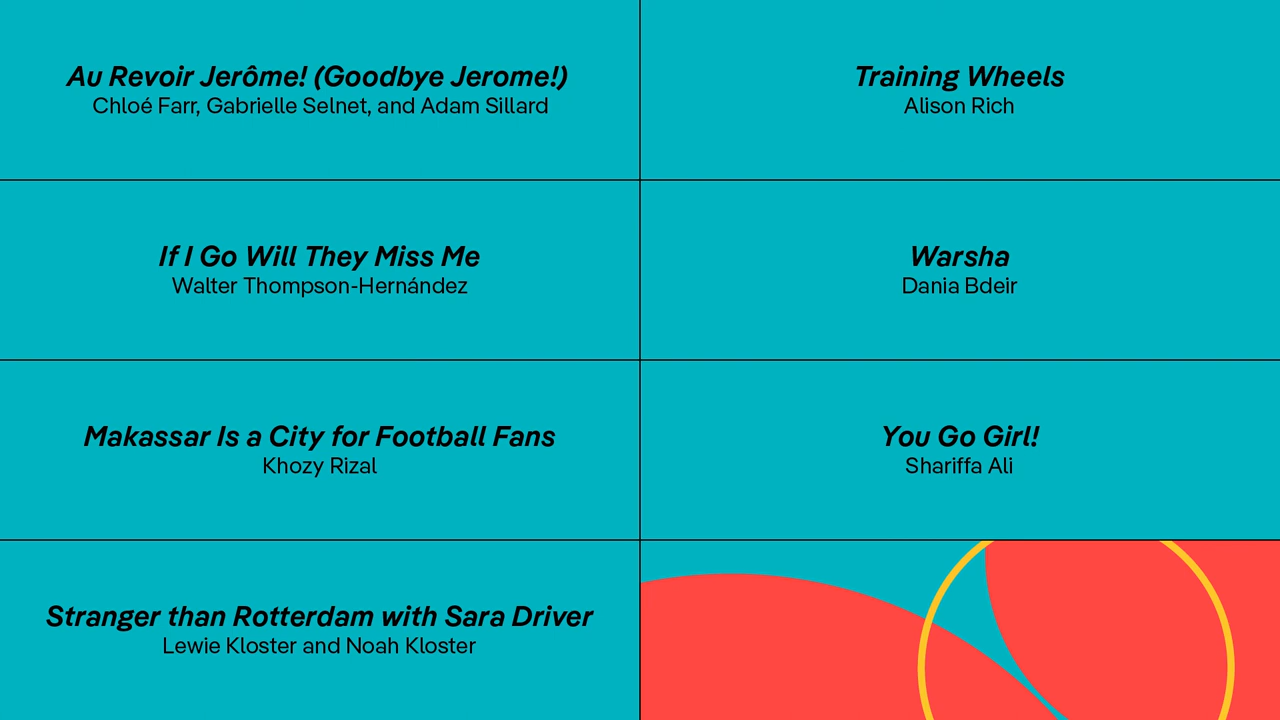 Au Revoir Jerôme! (Goodbye Jerome!)
Chloé Farr, Gabrielle Selnet, and Adam Sillard
Training Wheels
Alison Rich
If I Go Will They Miss Me
Walter Thompson-Hernández
Warsha
Dania Bdeir
Makassar Is a City for Football Fans
Khozy Rizal
You Go Girl!
Shariffa Ali
Stranger than Rotterdam with Sara Driver
Lewie Kloster and Noah Kloster